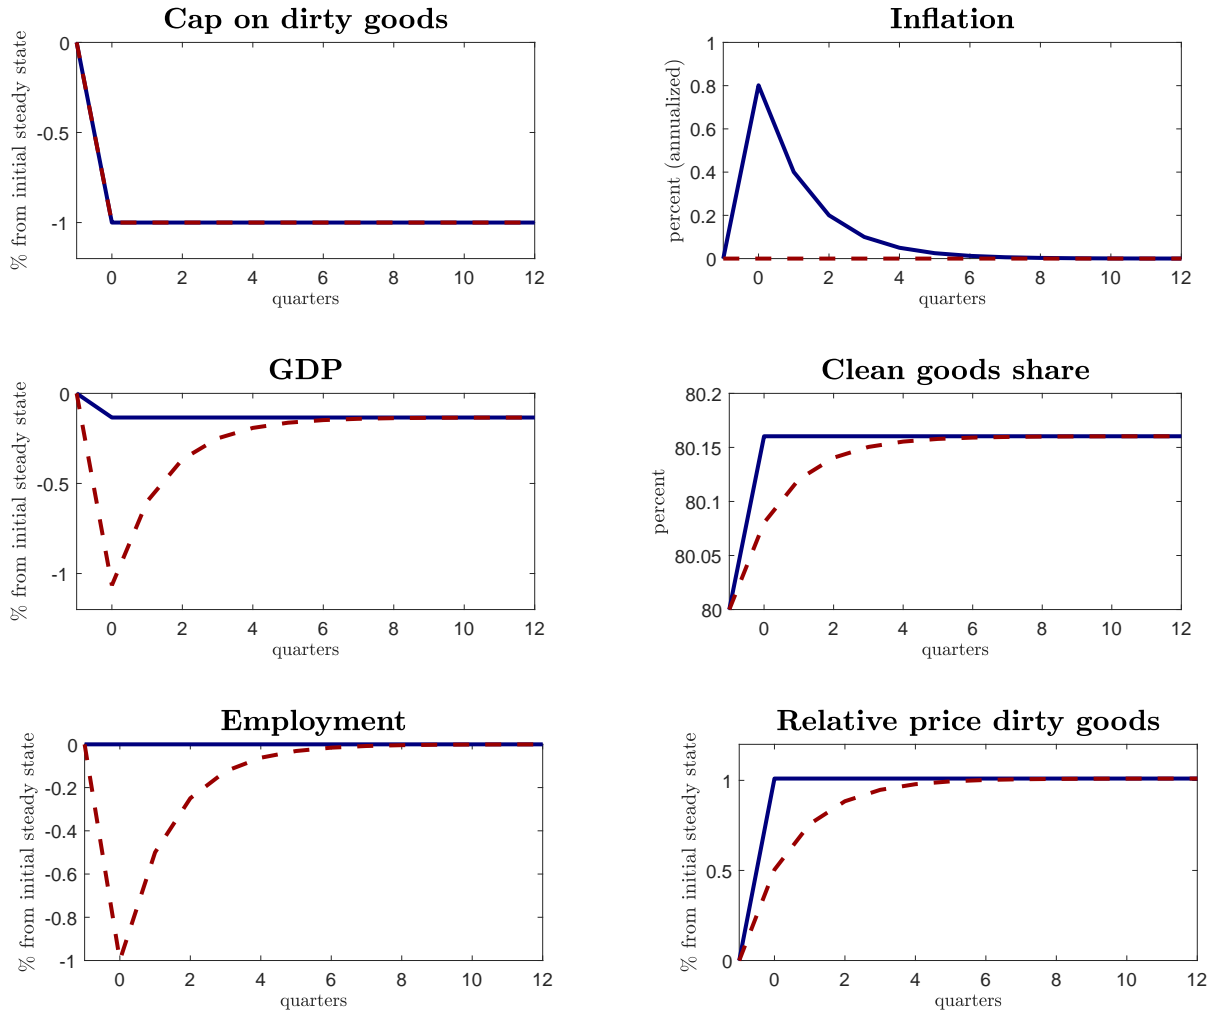 Cap on dirty goods
% from initial steady state
0
-0.5
-1
0 2 4 6 8 10 12
quarters
Inflation
percent (annualized)
1
0.8
0.6
0.4
0.2
0
0 2 4 6 8 10 12
quarters
GDP
% from initial steady state
0
-0.5
-1
0 2 4 6 8 10 12
quarters
Clean goods share
percent
80.2
80.15
80.1
80.05
80
0 2 4 6 8 10 12
quarters
Employment
% from initial steady state
0
-0.2
-0.4
-0.6
-0.8
-1
0 2 4 6 8 10 12
quarters
Relative price dirty goods
% from initial steady state
1
0.5
0
0 2 4 6 8 10 12
quarters